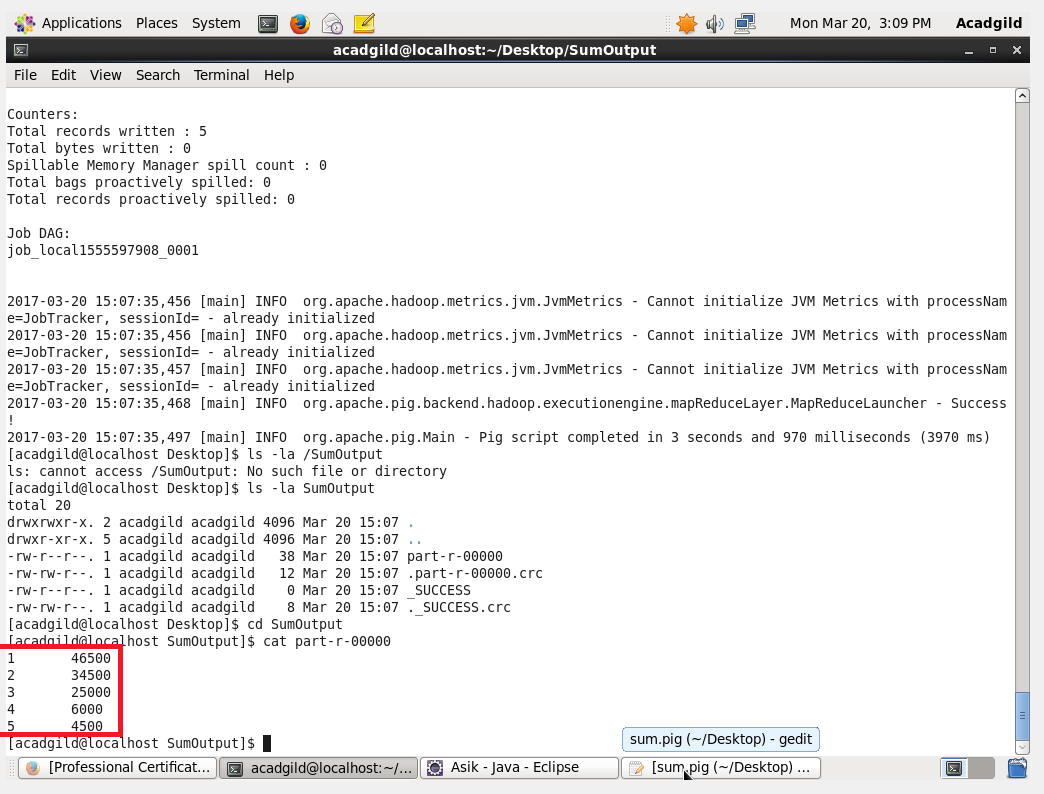 Applications Places System Mon Mar 20, 3:09 PM Acadgild
acadgild@localhost:~/Desktop/SumOutput
File Edit View Search Terminal Help
Counters:
Total records written : 5
Total bytes written : 0
Spillable Memory Manager spill count : 0
Total bags proactively spilled: 0
Total records proactively spilled: 0
Job DAG:
job_local1555597908_0001
2017-03-20 15:07:35,456 [main] INFO  org.apache.hadoop.metrics.jvm.JvmMetrics - Cannot initialize JVM Metrics with processNam
e=JobTracker, sessionId= - already initialized
2017-03-20 15:07:35,456 [main] INFO  org.apache.hadoop.metrics.jvm.JvmMetrics - Cannot initialize JVM Metrics with processNam
e=JobTracker, sessionId= - already initialized
2017-03-20 15:07:35,457 [main] INFO  org.apache.hadoop.metrics.jvm.JvmMetrics - Cannot initialize JVM Metrics with processNam
e=JobTracker, sessionId= - already initialized
2017-03-20 15:07:35,468 [main] INFO  org.apache.pig.backend.hadoop.executionengine.mapReduceLayer.MapReduceLauncher - Success
!
2017-03-20 15:07:35,497 [main] INFO  org.apache.pig.Main - Pig script completed in 3 seconds and 970 milliseconds (3970 ms)
[acadgild@localhost Desktop]$ ls -la /SumOutput
ls: cannot access /SumOutput: No such file or directory
[acadgild@localhost Desktop]$ ls -la SumOutput
total 20
drwxrwxr-x. 2 acadgild acadgild 4096 Mar 20 15:07 .
drwxr-xr-x. 5 acadgild acadgild 4096 Mar 20 15:07 ..
-rw-r--r--. 1 acadgild acadgild   38 Mar 20 15:07 part-r-00000
-rw-rw-r--. 1 acadgild acadgild   12 Mar 20 15:07 .part-r-00000.crc
-rw-r--r--. 1 acadgild acadgild    0 Mar 20 15:07 _SUCCESS
-rw-rw-r--. 1 acadgild acadgild    8 Mar 20 15:07 ._SUCCESS.crc
[acadgild@localhost Desktop]$ cd SumOutput
[acadgild@localhost SumOutput]$ cat part-r-00000
1       46500
2       34500
3       25000
4       6000
5       4500
[acadgild@localhost SumOutput]$
sum.pig (~/Desktop) - gedit
[Professional Certificat... acadgild@localhost:~/... Asik - Java - Eclipse [sum.pig (~/Desktop) ...